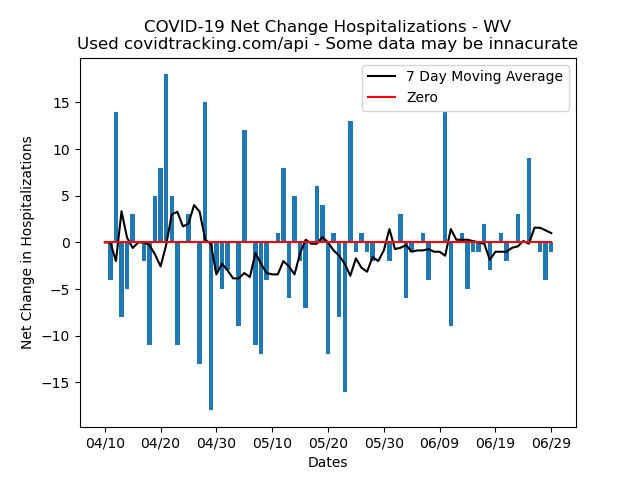 COVID-19 Net Change Hospitalizations - WV
Used covidtracking.com/api - Some data may be innacurate
7 Day Moving Average
Zero
Net Change in Hospitalizations
15
10
5
0
−5
−10
−15
04/10 04/20 04/30 05/10 05/20 05/30 06/09 06/19 06/29
Dates